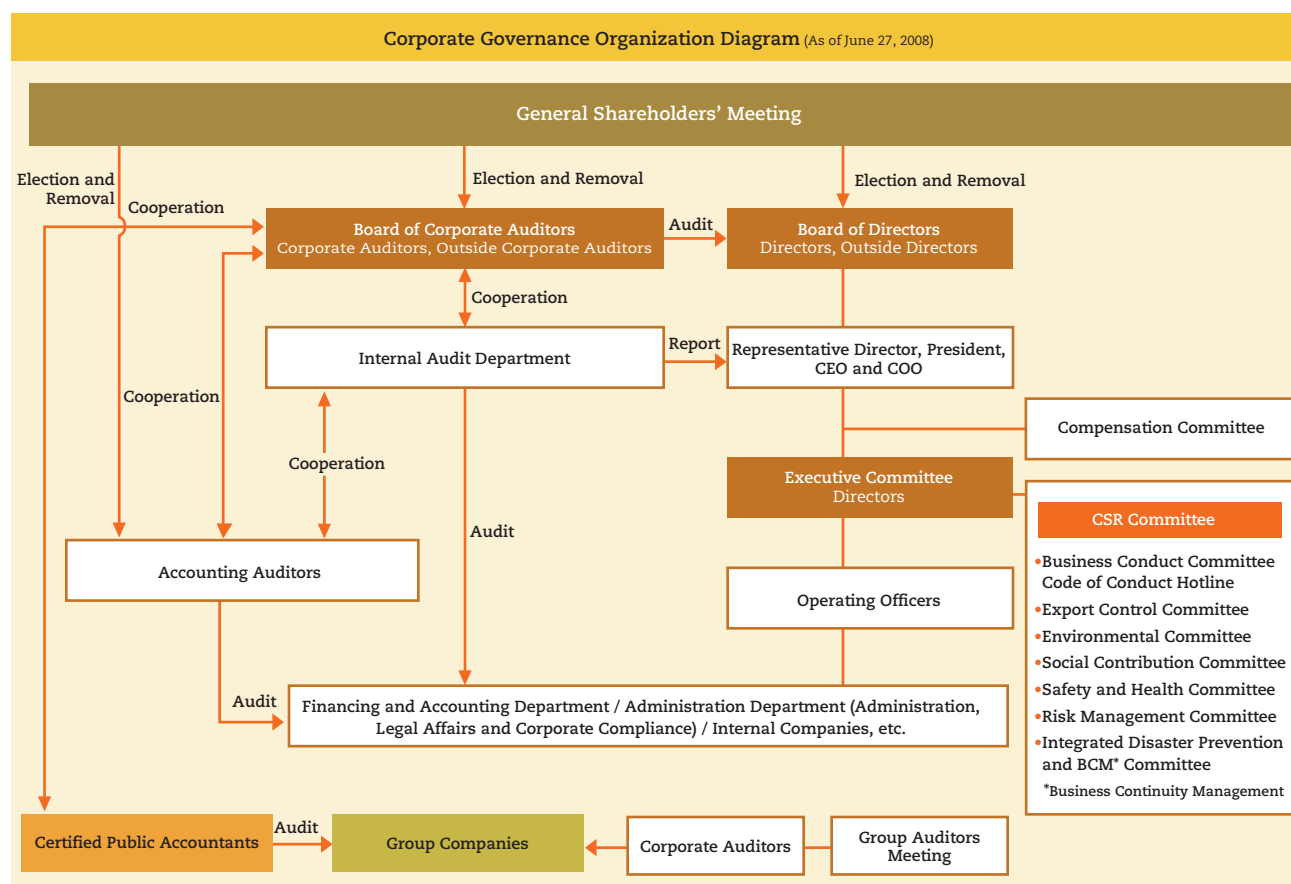 Corporate Governance Organization Diagram (As of June 27, 2008)
General Shareholders' Meeting
Election and
Removal
Election and Removal
Election and Removal
Cooperation
Board of Corporate Auditors
Corporate Auditors, Outside Corporate Auditors
Audit
Board of Directors
Directors, Outside Directors
Cooperation
Internal Audit Department
Report
Representative Director, President,
CEO and COO
Cooperation
Compensation Committee
Cooperation
Executive Committee
Directors
CSR Committee
•Business Conduct Committee
Code of Conduct Hotline
•Export Control Committee
•Environmental Committee
•Social Contribution Committee
•Safety and Health Committee
•Risk Management Committee
•Integrated Disaster Prevention
and BCM* Committee
*Business Continuity Management
Audit
Accounting Auditors
Operating Officers
Audit
Financing and Accounting Department / Administration Department (Administration,
Legal Affairs and Corporate Compliance) / Internal Companies, etc.
Certified Public Accountants
Audit
Group Companies
Corporate Auditors
Group Auditors
Meeting